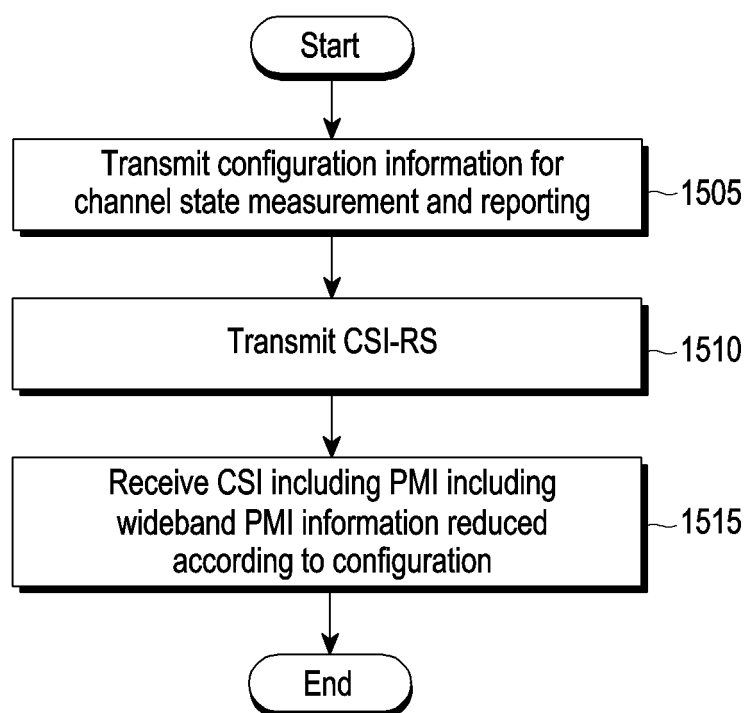 Start
Transmit configuration information for
channel state measurement and reporting
1505
Transmit CSI-RS
1510
Receive CSI including PMI including
wideband PMI information reduced
according to configuration
1515
End